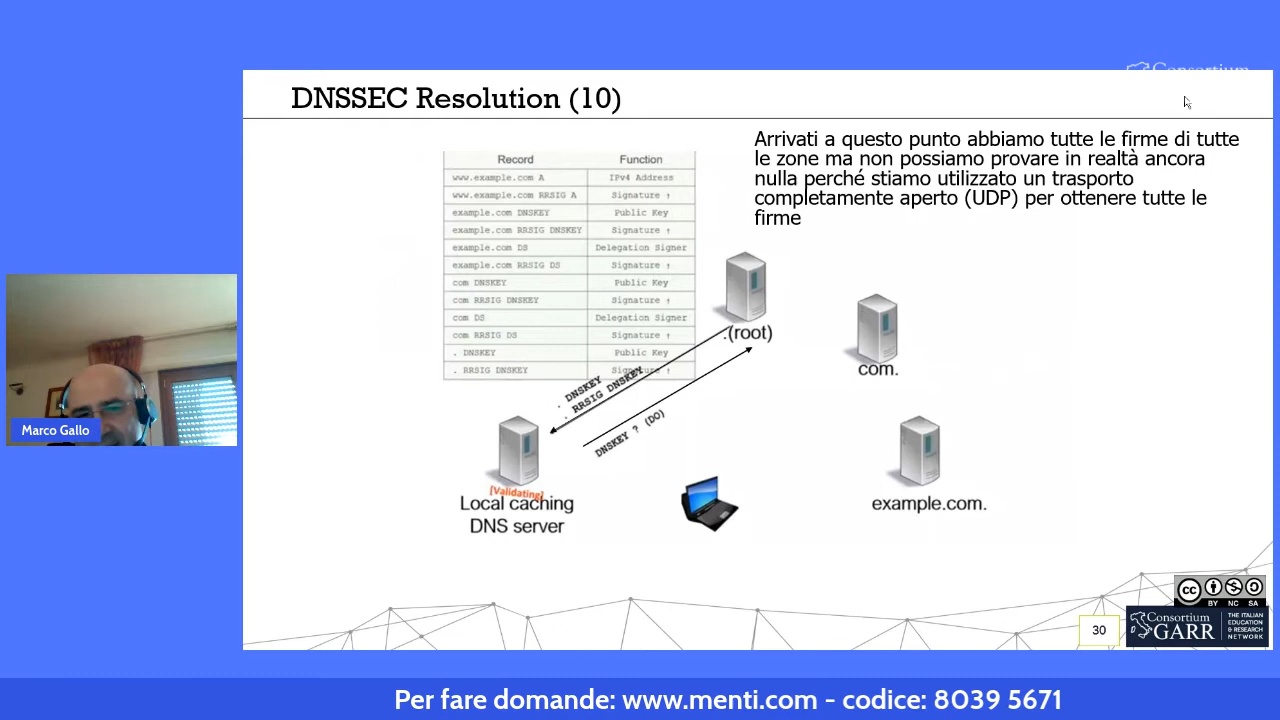 Consortium
DNSSEC Resolution (10)
Arrivati a questo punto abbiamo tutte le firme di tutte
le zone ma non possiamo provare in realtà ancora
nulla perché stiamo utilizzato un trasporto
completamente aperto (UDP) per ottenere tutte le
firme
Record Function
www.example.com A IPv4 Address
www.example.com RRSIG A Signature ↑
example.com DNSKEY Public Key
example.com RRSIG DNSKEY Signature ↑
example.com DS Delegation Signer
example.com RRSIG DS Signature ↑
com DNSKEY Public Key
com RRSIG DNSKEY Signature ↑
com DS Delegation Signer
com RRSIG DS Signature ↑
. DNSKEY Public Key
. RRSIG DNSKEY Signature ↑
.(root)
com.
. DNSKEY
. RRSIG DNSKEY
DNSKEY ? (DO)
Marco Gallo
[Validating]
Local caching
DNS server
example.com.
CC BY NC SA
30
Consortium
GARR
THE ITALIAN
EDUCATION
& RESEARCH
NETWORK
Per fare domande: www.menti.com - codice: 8039 5671